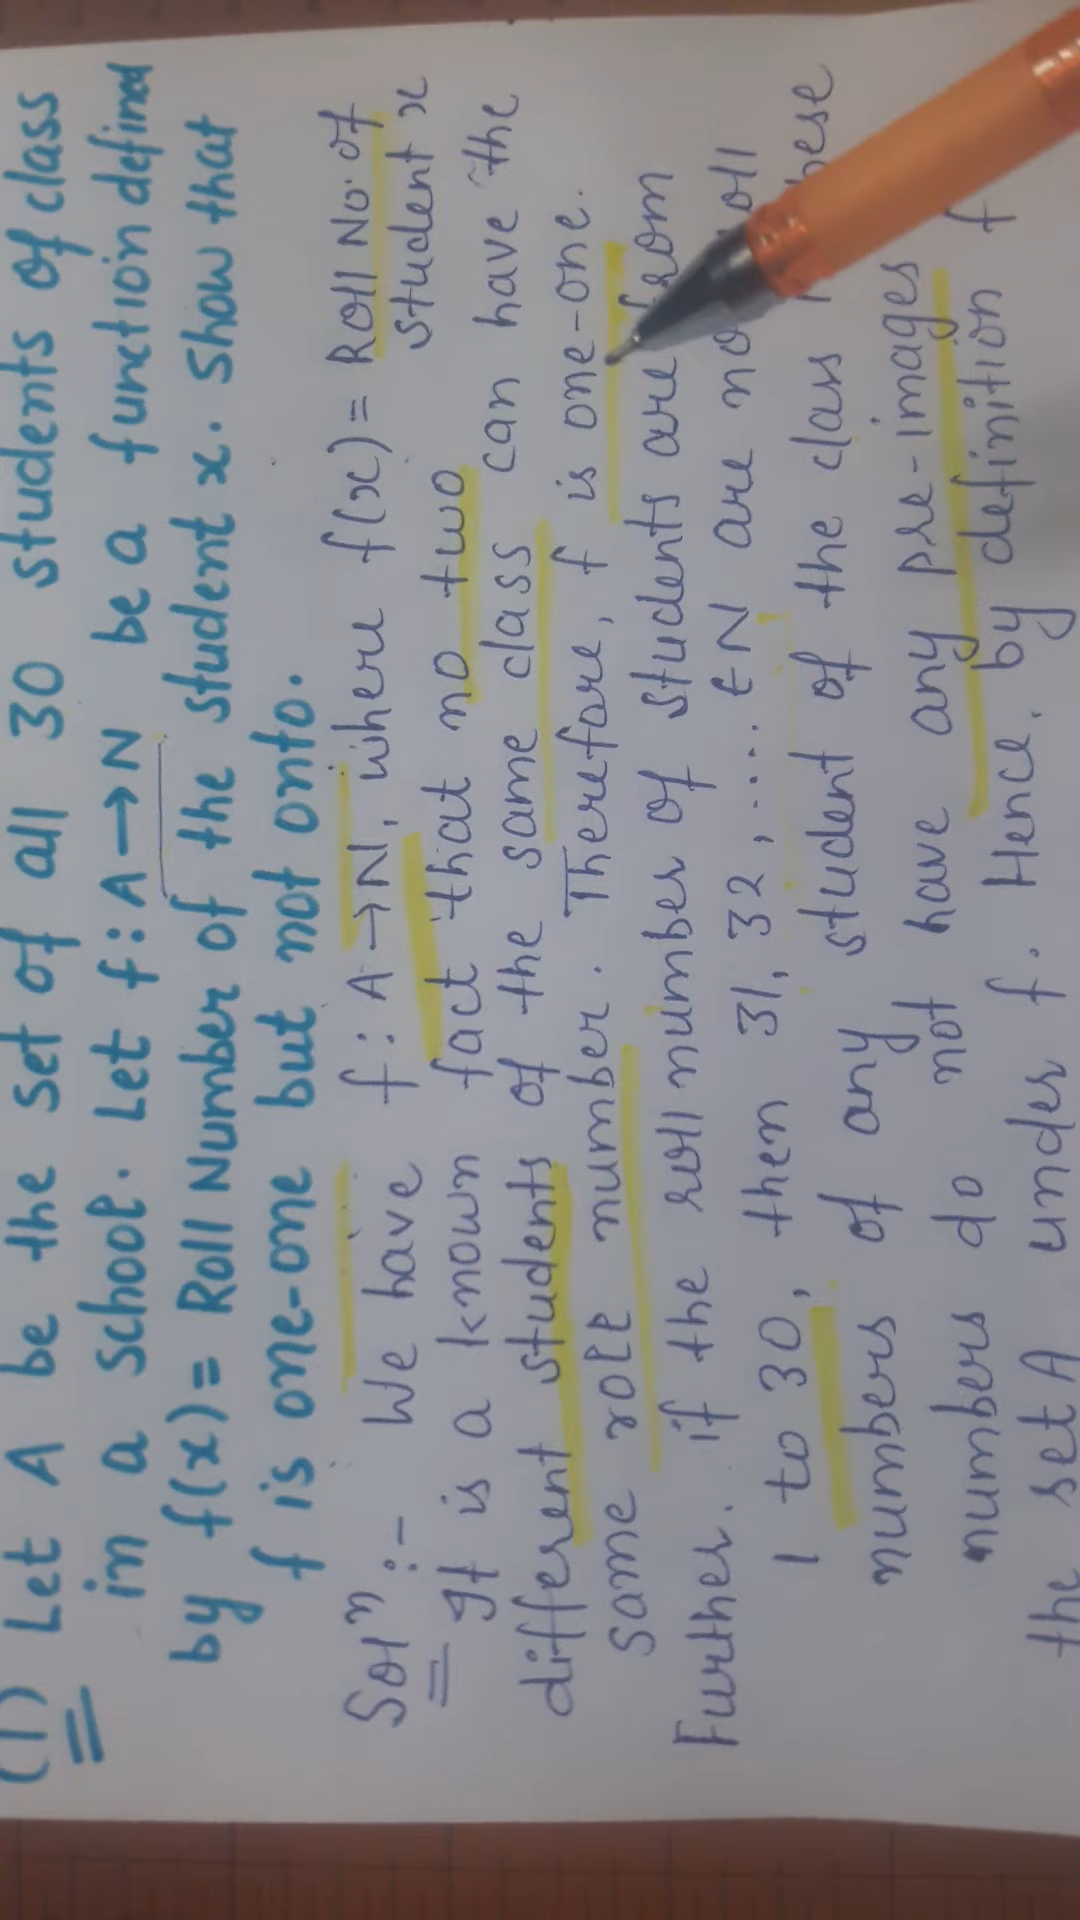 (1) Let A be the set of all 30 students of class
in a school. Let f : A → N be a function defined
by f(x) = Roll Number of the student x. Show that
f is one-one but not onto.
Solⁿ :- We have f : A → N, where f(x) = Roll No. of student x
It is a known fact that no two
different students of the same class can have the
same roll number. Therefore, f is one-one.
Further. if the roll number of students are from
1 to 30, then 31, 32, .... ∈ N are not roll
numbers of any student of the class
numbers do not have any pre-images
the set A under f. Hence. by definition f